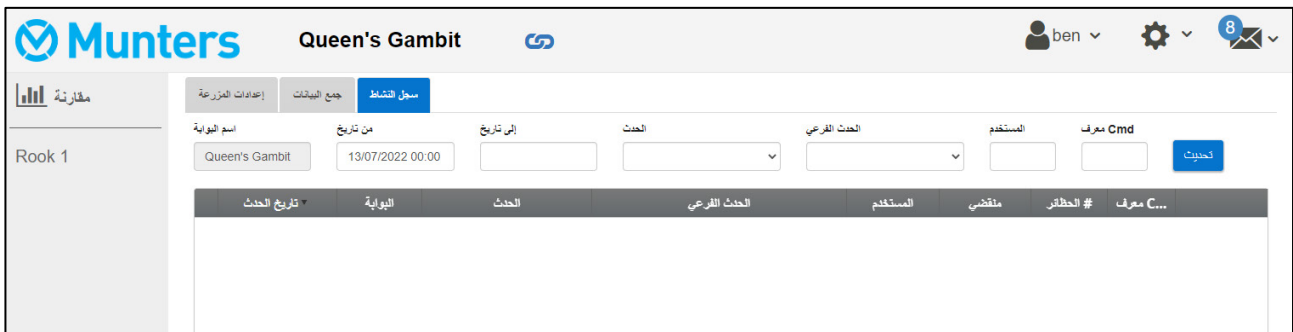 Munters Queen's Gambit ben 8
مقارنة
إعدادات المزرعة جمع البيانات سجل النشاط
اسم البوابة من تاريخ إلى تاريخ الحدث الحدث الفرعي المستخدم معرف Cmd
Queen's Gambit 13/07/2022 00:00 تحديث
Rook 1
تاريخ الحدث البوابة الحدث الحدث الفرعي المستخدم منقضي # الحظائر معرف C...